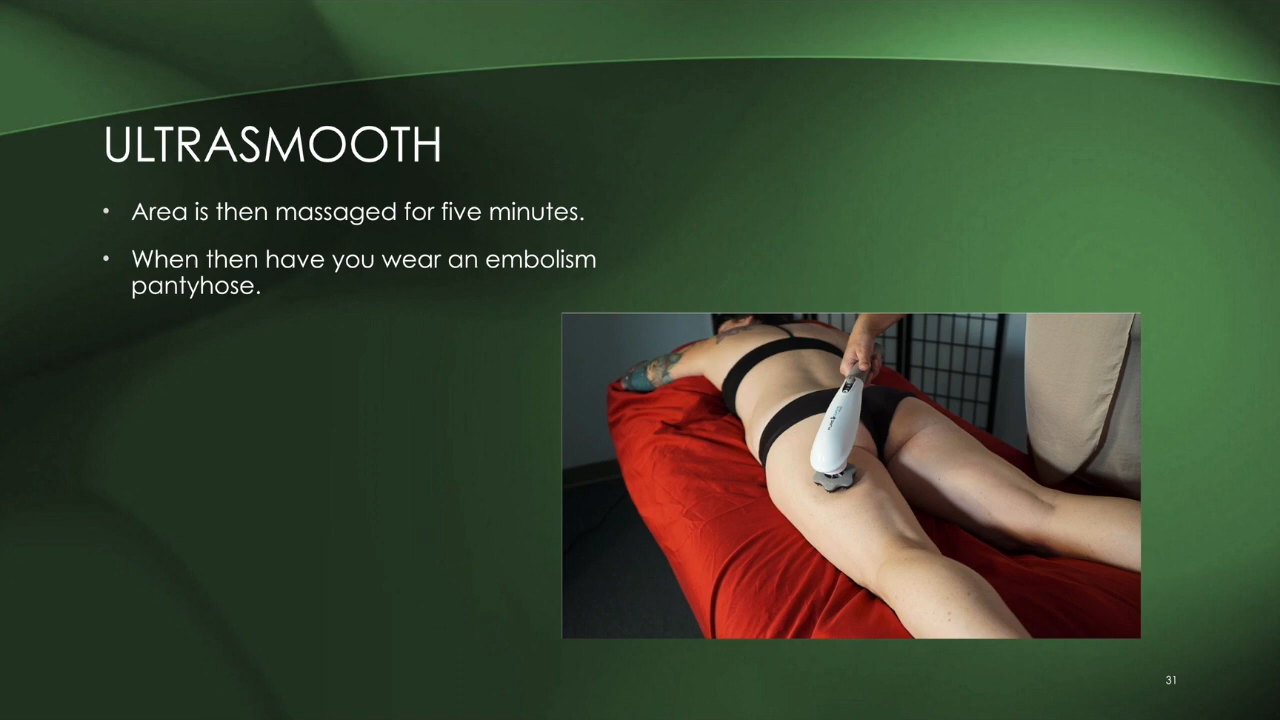 ULTRASMOOTH
• Area is then massaged for five minutes.
• When then have you wear an embolism
pantyhose.
31